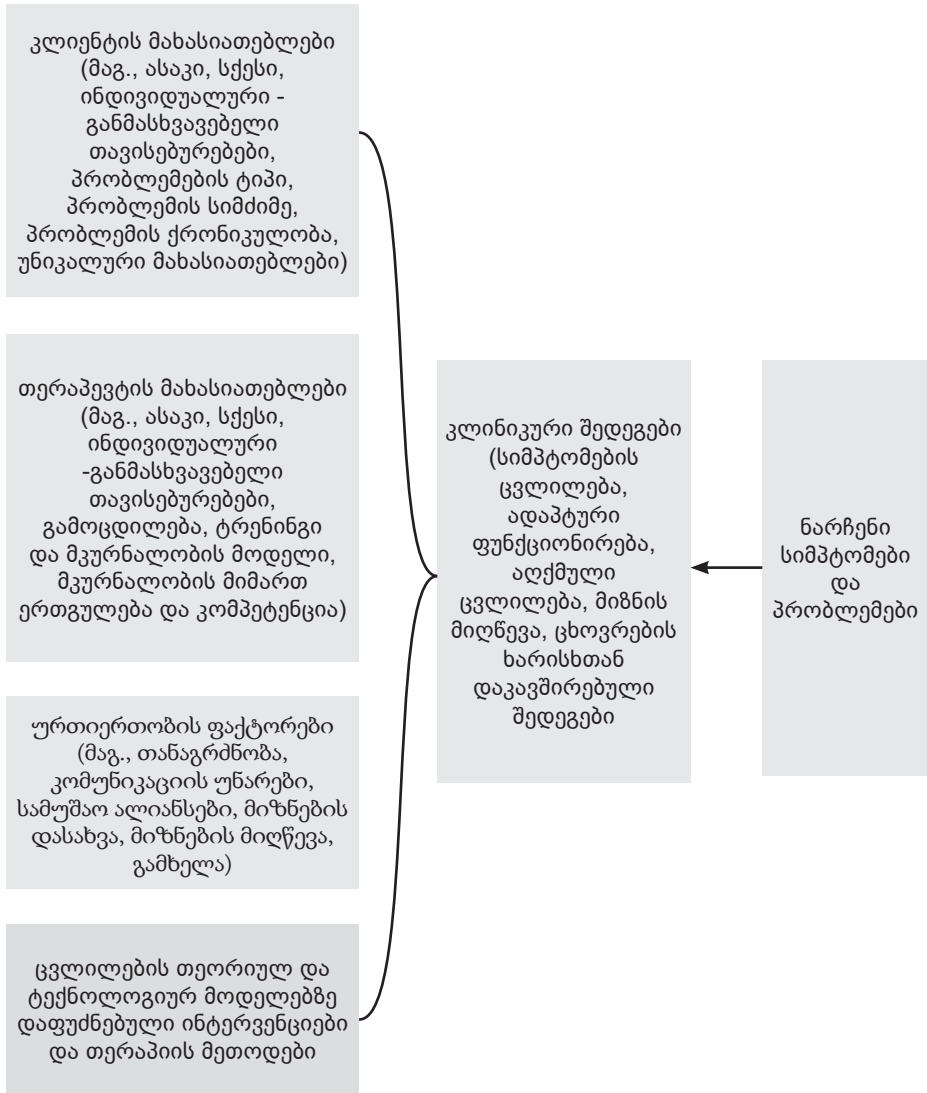 კლიენტის მახასიათებლები
(მაგ., ასაკი, სქესი,
ინდივიდუალური -
განმასხვავებელი
თავისებურებები,
პრობლემების ტიპი,
პრობლემის სიმძიმე,
პრობლემის ქრონიკულობა,
უნიკალური მახასიათებლები)
თერაპევტის მახასიათებლები
(მაგ., ასაკი, სქესი,
ინდივიდუალური
-განმასხვავებელი
თავისებურებები,
გამოცდილება, ტრენინგი
და მკურნალობის მოდელი,
მკურნალობის მიმართ
ერთგულება და კომპეტენცია)
ურთიერთობის ფაქტორები
(მაგ., თანაგრძნობა,
კომუნიკაციის უნარები,
სამუშაო ალიანსები, მიზნების
დასახვა, მიზნების მიღწევა,
გამხელა)
ცვლილების თეორიულ და
ტექნოლოგიურ მოდელებზე
დაფუძნებული ინტერვენციები
და თერაპიის მეთოდები
კლინიკური შედეგები
(სიმპტომების
ცვლილება,
ადაპტური
ფუნქციონირება,
აღქმული
ცვლილება, მიზნის
მიღწევა, ცხოვრების
ხარისხთან
დაკავშირებული
შედეგები
ნარჩენი
სიმპტომები
და
პრობლემები